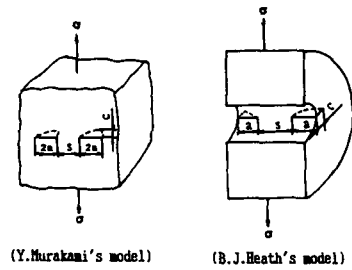 σ
σ
c
2a
s
2a
σ
σ
c
a
s
a
(Y.Murakami's model)
(B.J.Heath's model)